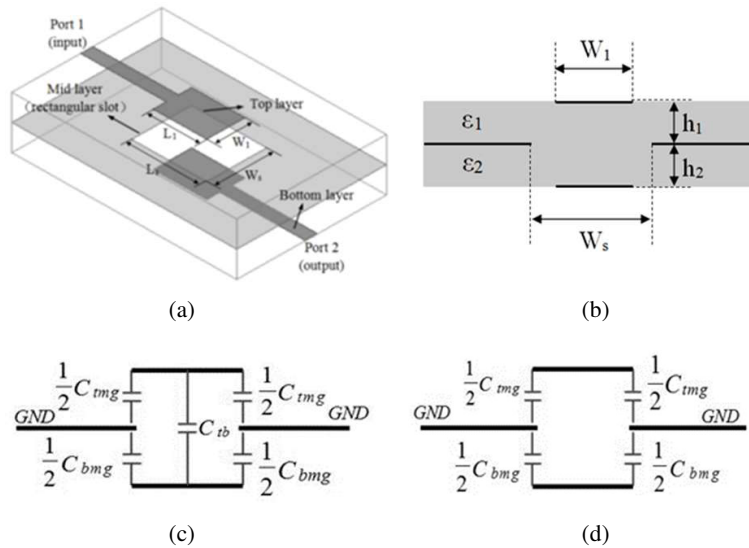 Port 1
(input)
Mid layer
(rectangular slot)
Top layer
L1
W1
Ls
Ws
Bottom layer
Port 2
(output)
(a)
W1
ε1
h1
ε2
h2
Ws
(b)
1/2 Ctmg
1/2 Ctmg
GND
GND
Ctb
1/2 Cbmg
1/2 Cbmg
(c)
1/2 Ctmg
1/2 Ctmg
GND
GND
1/2 Cbmg
1/2 Cbmg
(d)